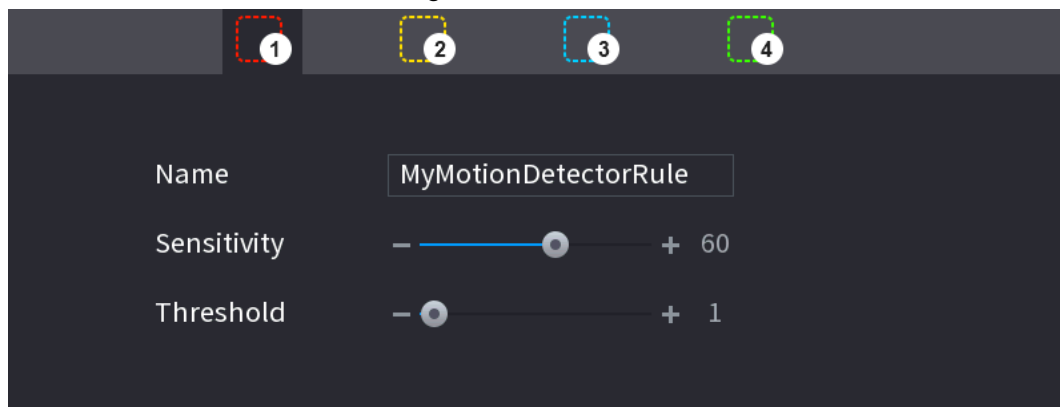 1 2 3 4
Name MyMotionDetectorRule
Sensitivity − + 60
Threshold − + 1